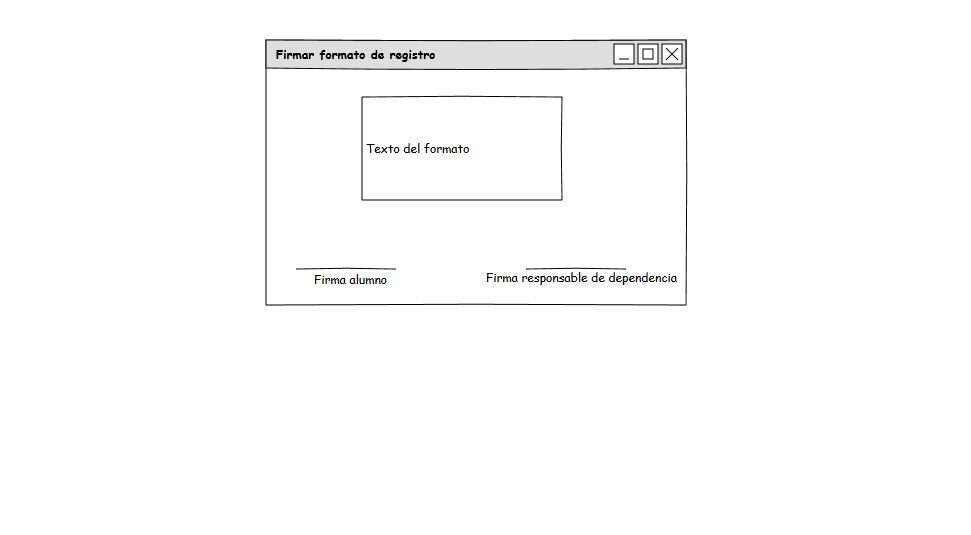 Firmar formato de registro
Texto del formato
Firma alumno
Firma responsable de dependencia